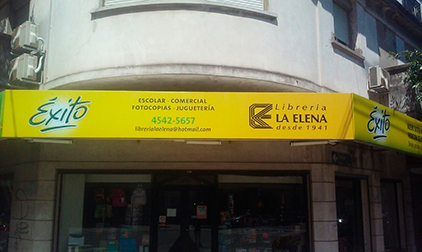 Éxito
ESCOLAR · COMERCIAL
FOTOCOPIAS · JUGUETERÍA
4542-5657
librerialaelena@hotmail.com
Librería
LA ELENA
desde 1941
Éxito